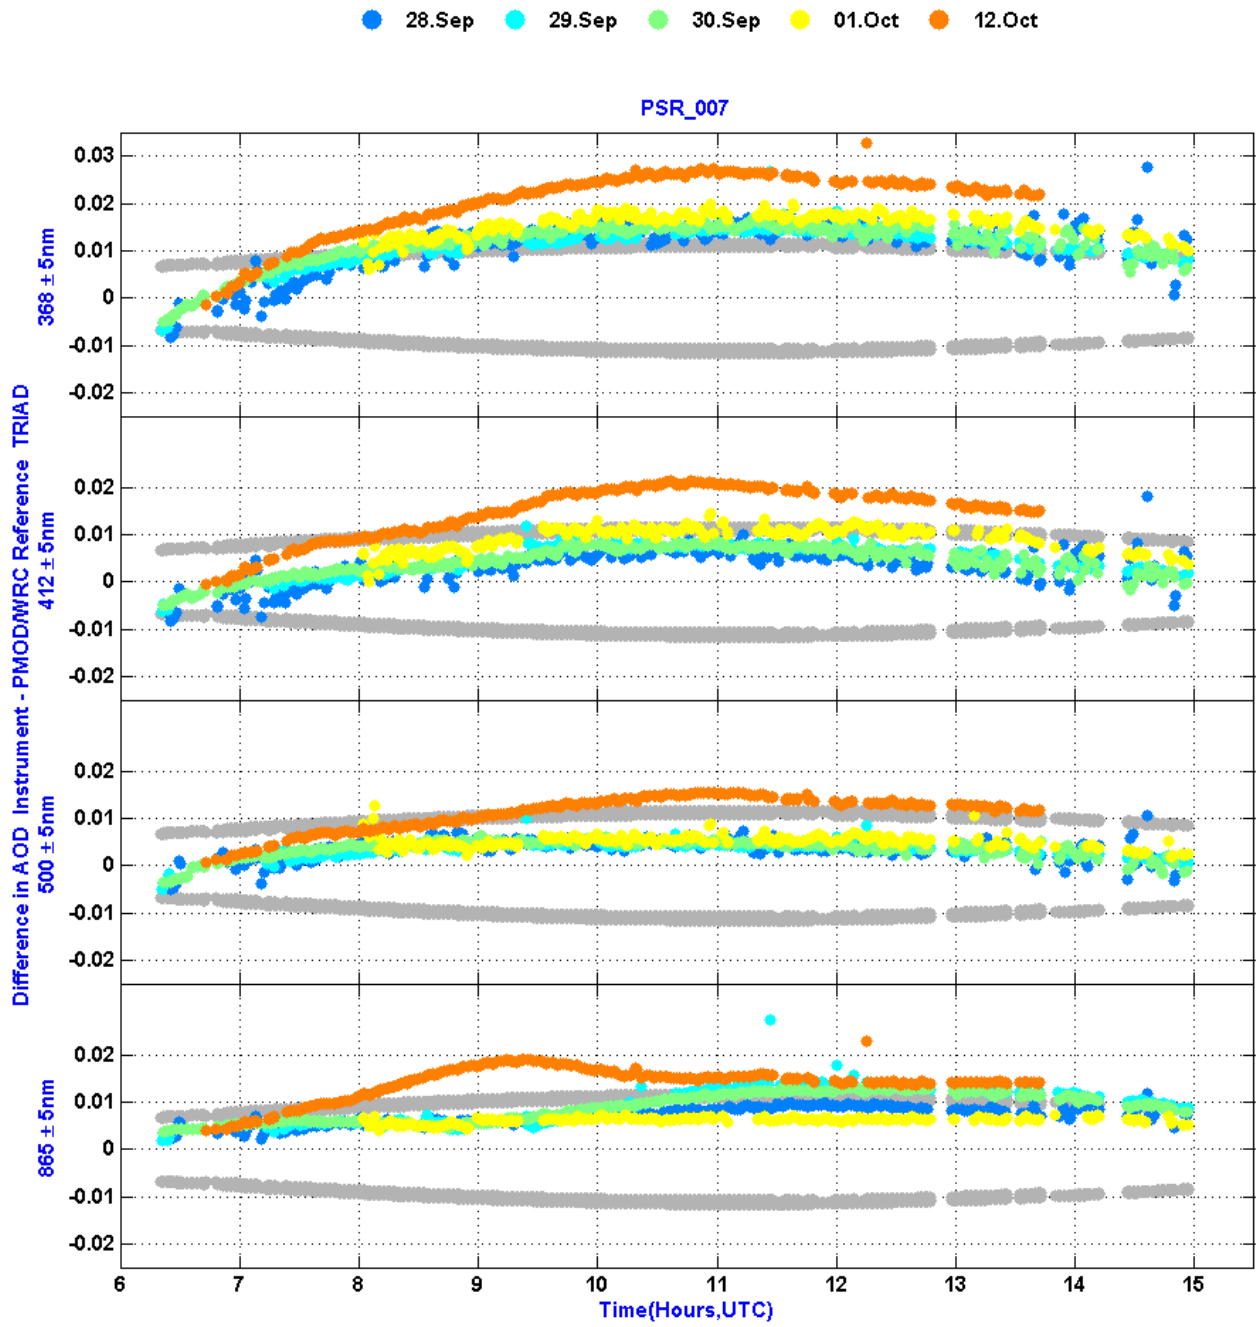 28.Sep 29.Sep 30.Sep 01.Oct 12.Oct
PSR_007
Difference in AOD Instrument - PMOD/WRC Reference TRIAD
368 ± 5nm
0.03
0.02
0.01
0
-0.01
-0.02
412 ± 5nm
0.02
0.01
0
-0.01
-0.02
500 ± 5nm
0.02
0.01
0
-0.01
-0.02
865 ± 5nm
0.02
0.01
0
-0.01
-0.02
6 7 8 9 10 11 12 13 14 15
Time(Hours,UTC)